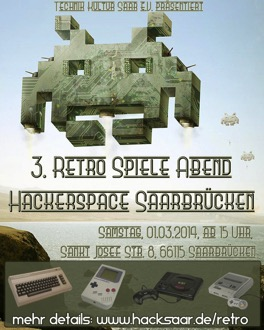 Technik Kultur Saar e.V. präsentiert
3. Retro Spiele Abend
Hackerspace Saarbrücken
Samstag, 01.03.2014, ab 15 Uhr,
Sankt Josef Str. 8, 66115 Saarbrücken
mehr details: www.hacksaar.de/retro